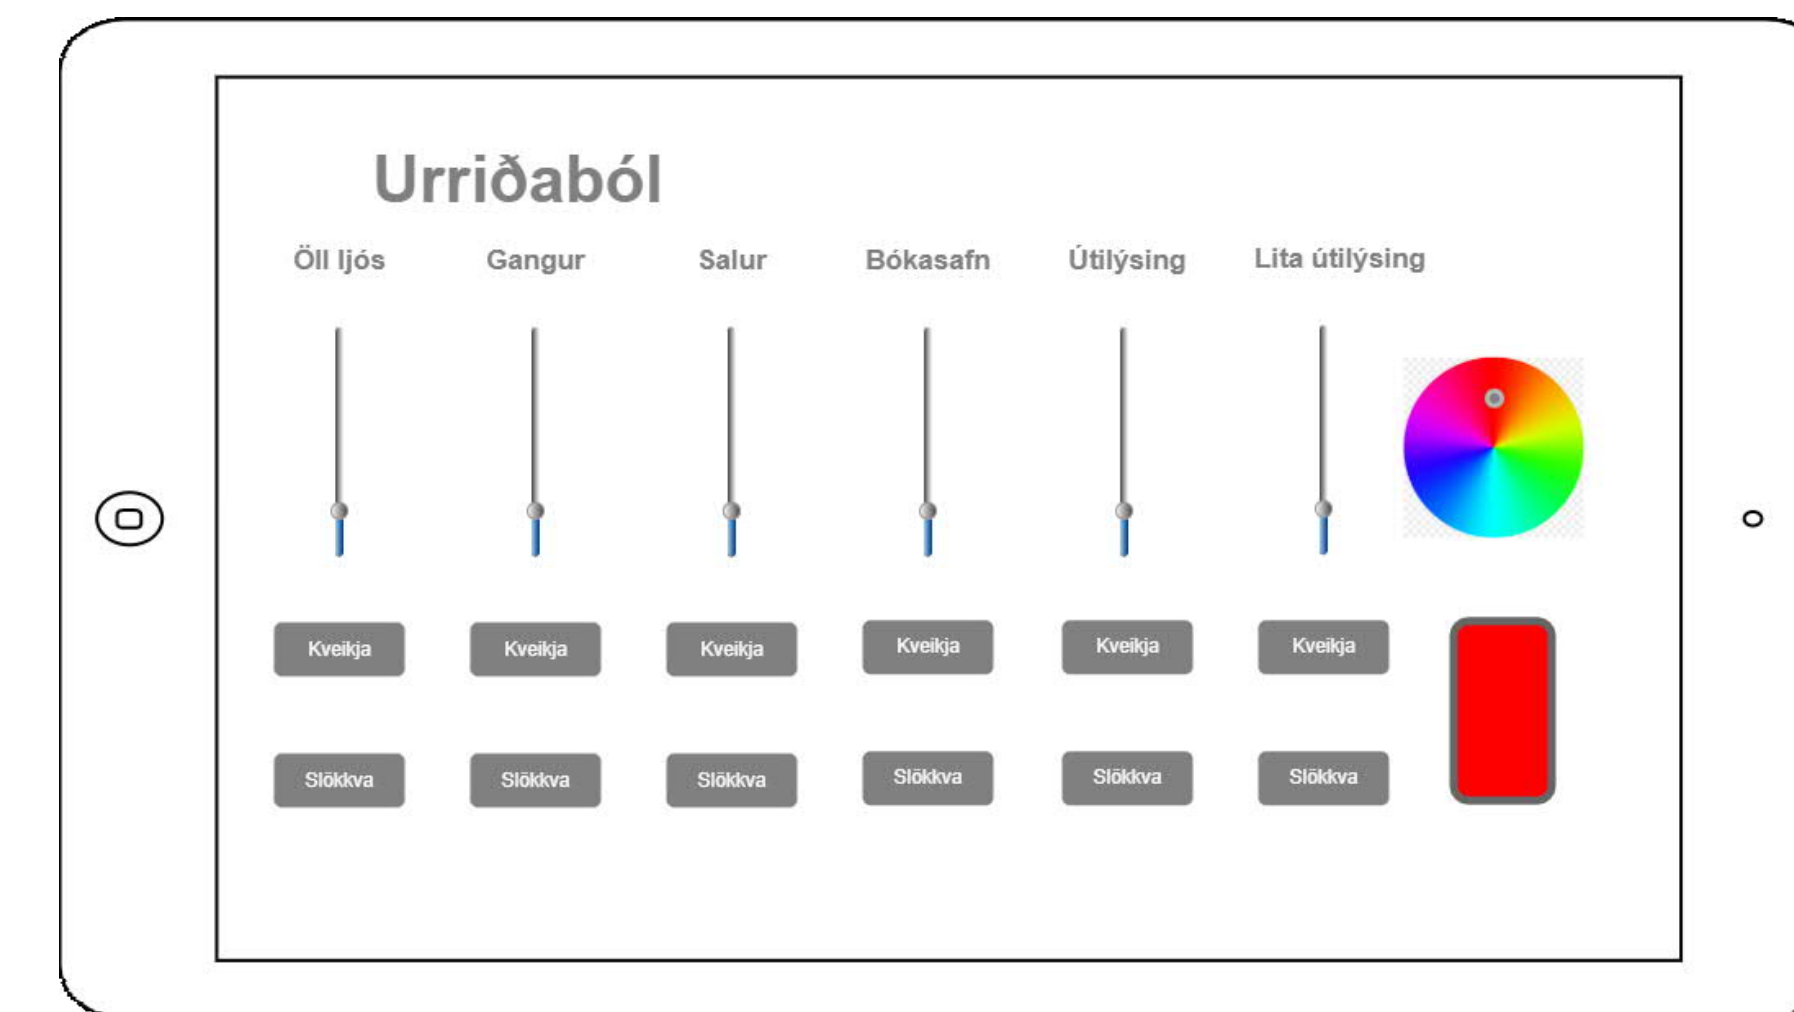 Urriðaból
Öll ljós Gangur Salur Bókasafn Útilýsing Lita útilýsing
Kveikja Kveikja Kveikja Kveikja Kveikja Kveikja
Slökkva Slökkva Slökkva Slökkva Slökkva Slökkva